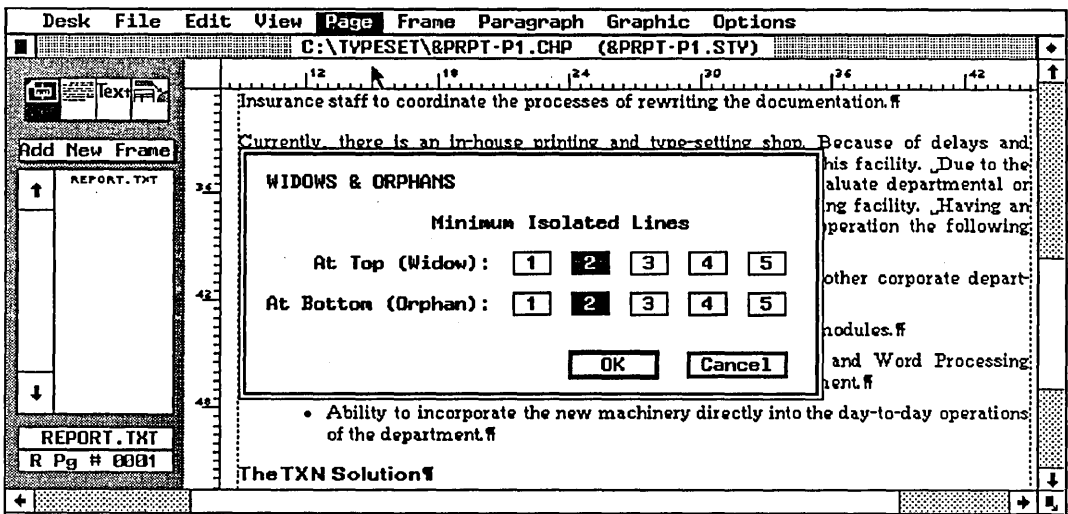 Desk File Edit View Page Frame Paragraph Graphic Options
C:\TYPESET\&PRPT-P1.CHP (&PRPT-P1.STY)
12 18 24 30 36 42
Text
Add New Frame
REPORT.TXT
36
42
48
REPORT.TXT
R Pg # 0001
Insurance staff to coordinate the processes of rewriting the documentation.¶
Currently, there is an in-house printing and type-setting shop. Because of delays and
his facility. Due to the
aluate departmental or
ng facility. Having an
operation the following
other corporate depart-
modules.¶
and Word Processing
ent.¶
• Ability to incorporate the new machinery directly into the day-to-day operations
of the department.¶
The TXN Solution¶
WIDOWS & ORPHANS
Minimum Isolated Lines
At Top (Widow): 1 2 3 4 5
At Bottom (Orphan): 1 2 3 4 5
OK Cancel